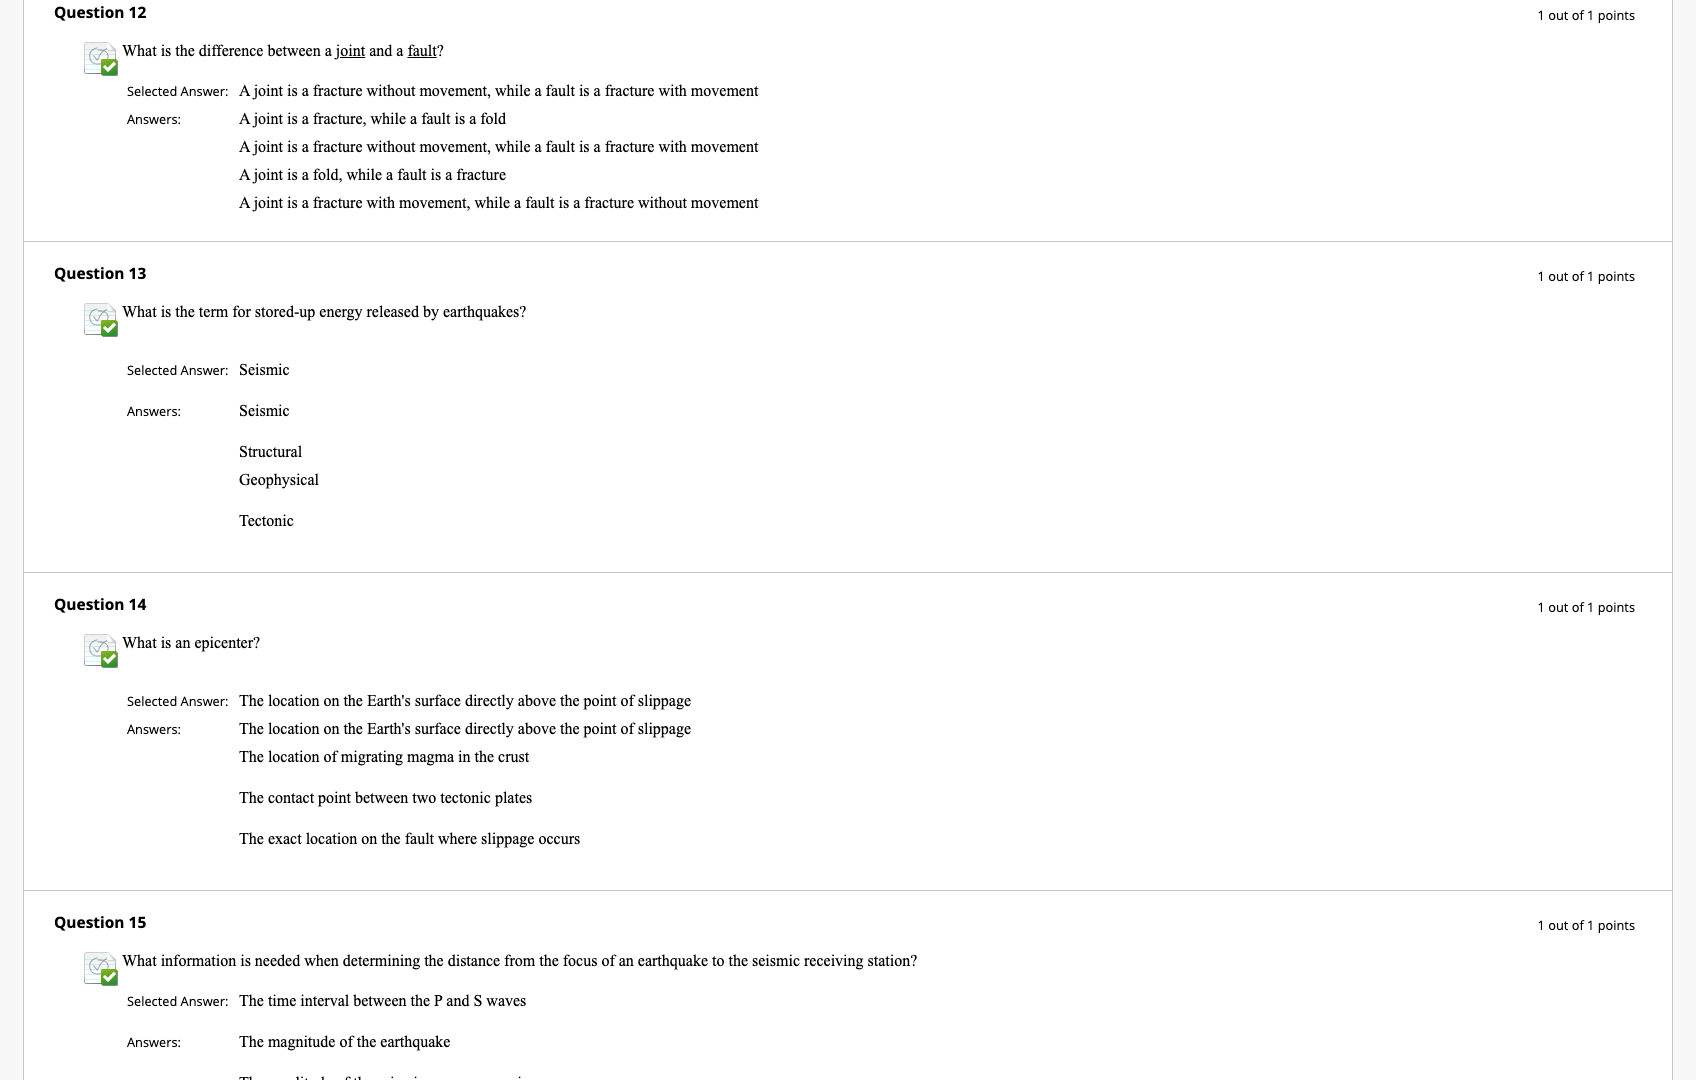 Question 12
1 out of 1 points
What is the difference between a joint and a fault?
Selected Answer: A joint is a fracture without movement, while a fault is a fracture with movement
Answers: A joint is a fracture, while a fault is a fold
A joint is a fracture without movement, while a fault is a fracture with movement
A joint is a fold, while a fault is a fracture
A joint is a fracture with movement, while a fault is a fracture without movement
Question 13
1 out of 1 points
What is the term for stored-up energy released by earthquakes?
Selected Answer: Seismic
Answers: Seismic
Structural
Geophysical
Tectonic
Question 14
1 out of 1 points
What is an epicenter?
Selected Answer: The location on the Earth's surface directly above the point of slippage
Answers: The location on the Earth's surface directly above the point of slippage
The location of migrating magma in the crust
The contact point between two tectonic plates
The exact location on the fault where slippage occurs
Question 15
1 out of 1 points
What information is needed when determining the distance from the focus of an earthquake to the seismic receiving station?
Selected Answer: The time interval between the P and S waves
Answers: The magnitude of the earthquake